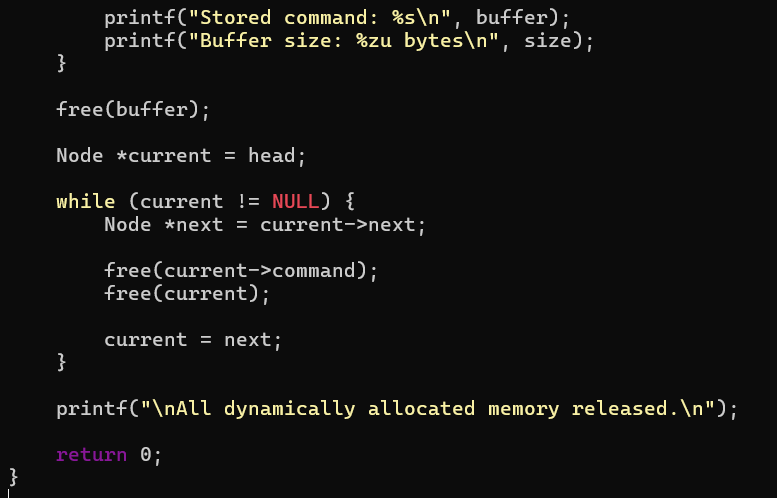 printf("Stored command: %s\n", buffer);
printf("Buffer size: %zu bytes\n", size);
}
free(buffer);
Node *current = head;
while (current != NULL) {
Node *next = current->next;
free(current->command);
free(current);
current = next;
}
printf("\nAll dynamically allocated memory released.\n");
return 0;
}